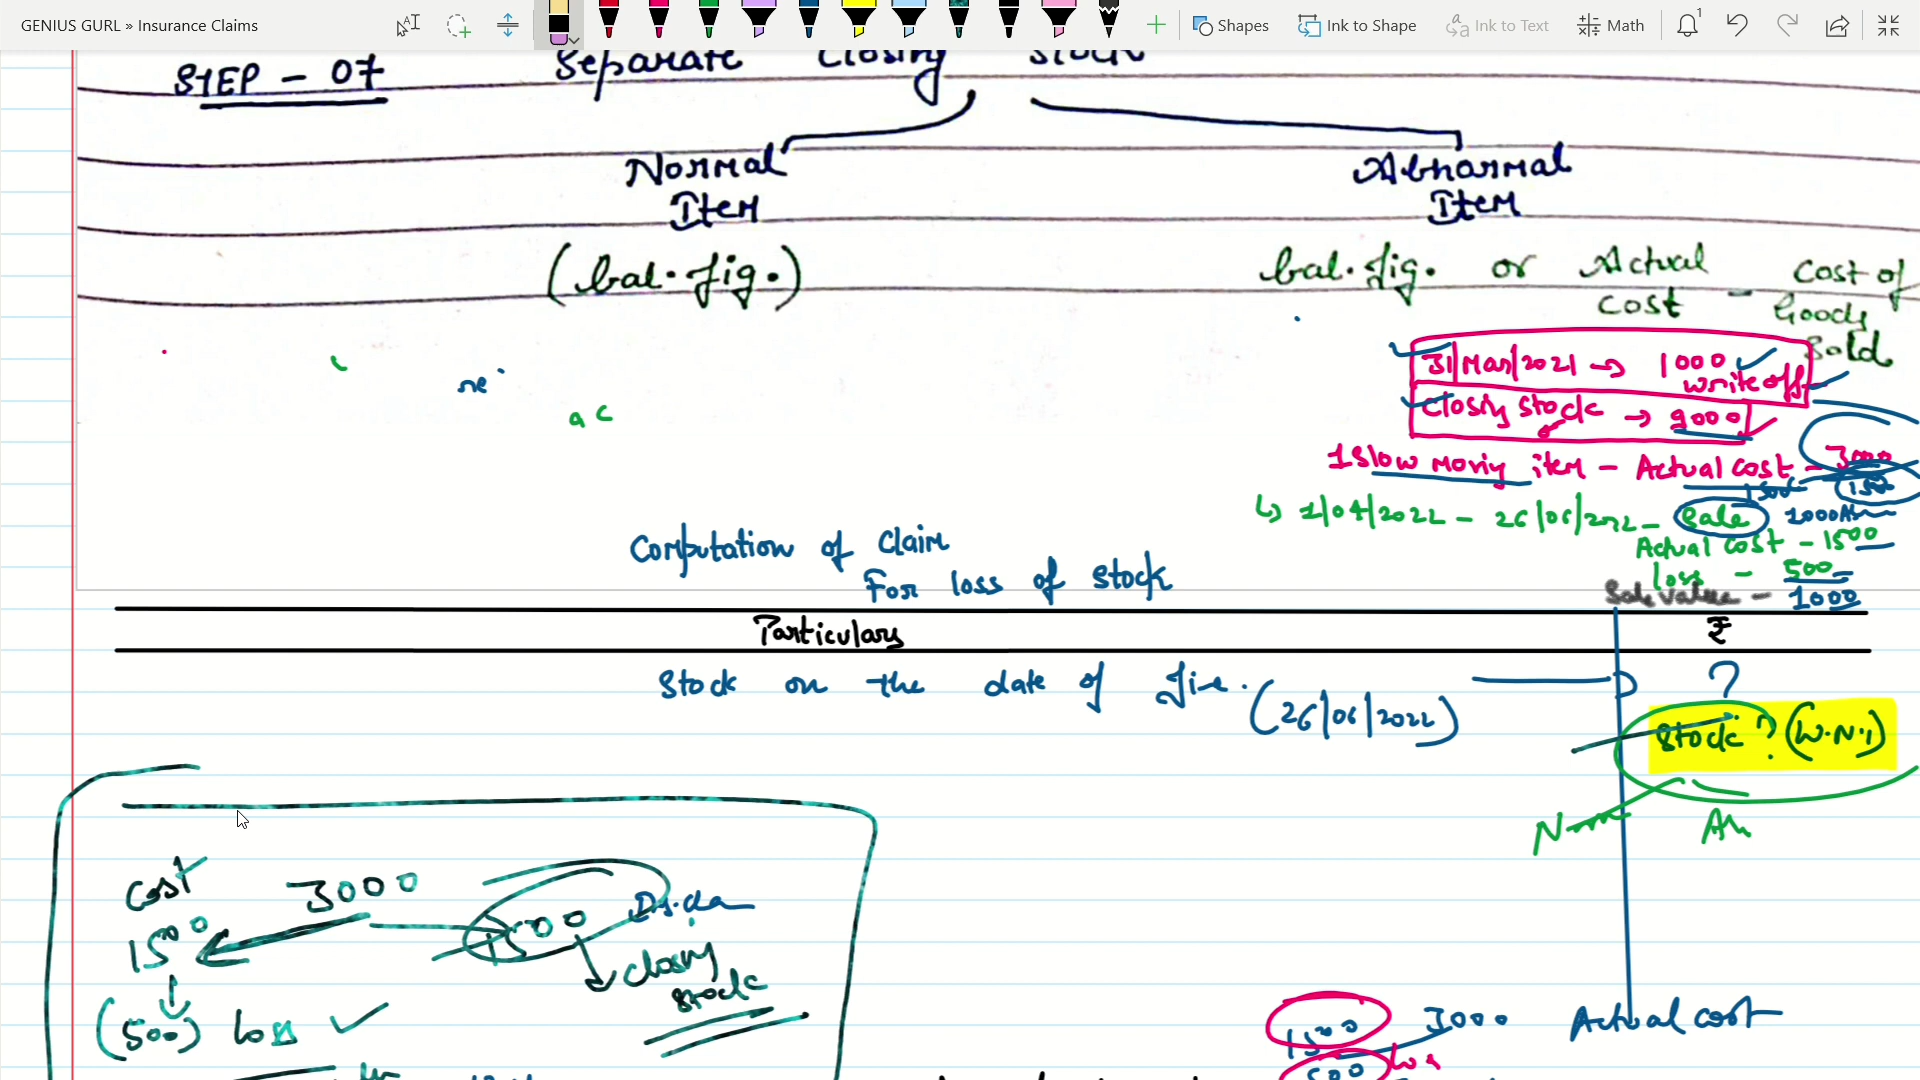 GENIUS GURL » Insurance Claims
Shapes
Ink to Shape
Ink to Text
Math
1
STEP - 07 Separate Closing Stock
Normal Item
Abnormal Item
(bal. fig.)
bal. fig. or Actual cost - Cost of Goods Sold
31/Mar/2021 → 1000 write off
Closing Stock → 9000
1 Slow moving item - Actual cost - 3000
1500
↳ 1/04/2022 - 26/06/2022 - Sale
Actual cost - 1500
loss - 500
Sale value - 1000
ne
a c
Computation of Claim
For loss of Stock
Particulars ₹
Stock on the date of fire. (26/06/2022) ?
Stock? (W.N.1)
Cost 3000
1500 1500
closing stock
(500) loss
1500 3000 Actual cost
500